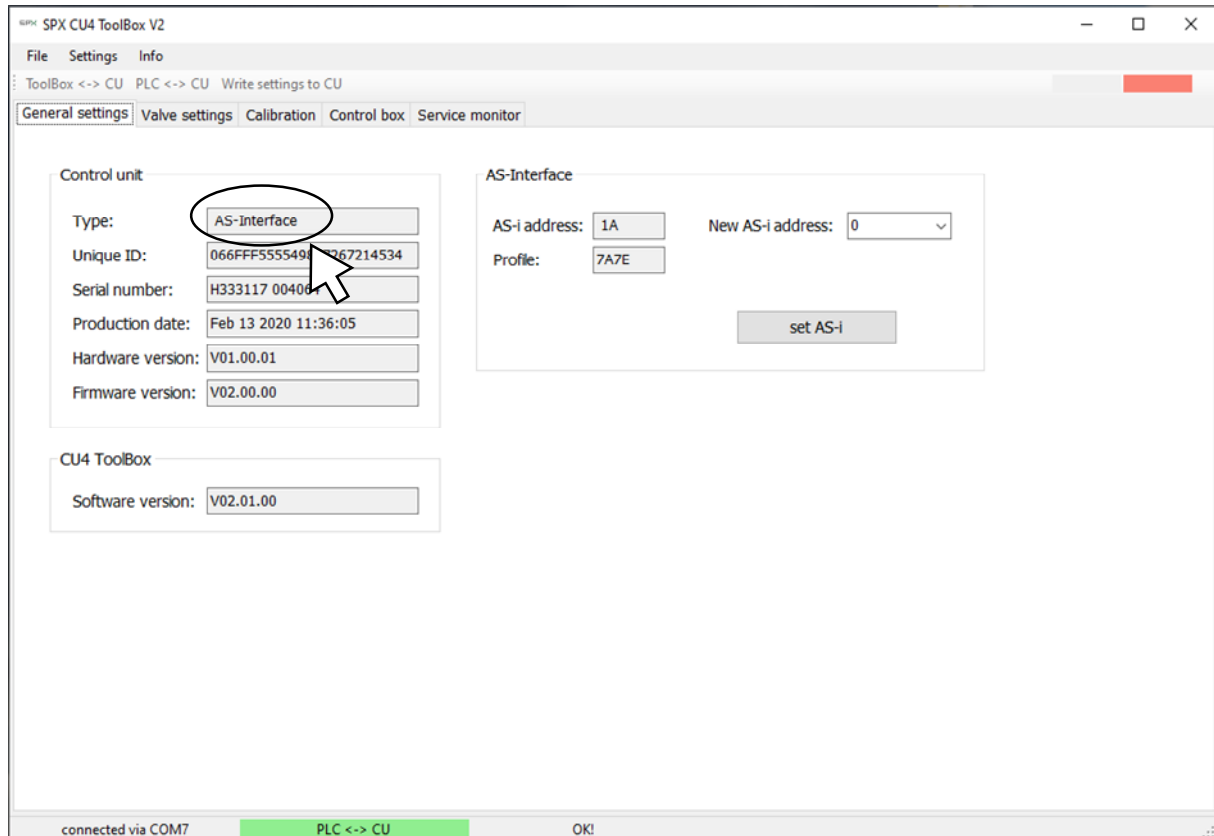 SPX SPX CU4 ToolBox V2
File Settings Info
ToolBox <-> CU PLC <-> CU Write settings to CU
General settings Valve settings Calibration Control box Service monitor
Control unit
Type: AS-Interface
Unique ID:
Serial number: H333117
Production date: Feb 13 2020 11:36:05
Hardware version: V01.00.01
Firmware version: V02.00.00
CU4 ToolBox
Software version: V02.01.00
AS-Interface
AS-i address: 1A New AS-i address: 0
Profile: 7A7E
set AS-i
connected via COM7 PLC <-> CU OK!